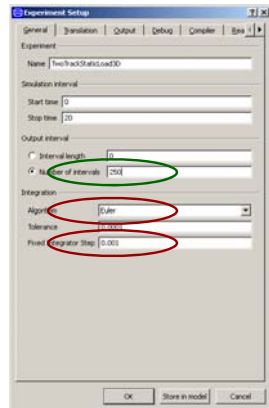 Experiment Setup
General Translation Output Debug Compiler Rea
Experiment
Name TwoTrackStaticLoad3D
Simulation interval
Start time 0
Stop time 20
Output interval
Interval length 0
Number of intervals 250
Integration
Algorithm Euler
Tolerance 0.0001
Fixed Integrator Step 0.001
OK Store in model Cancel